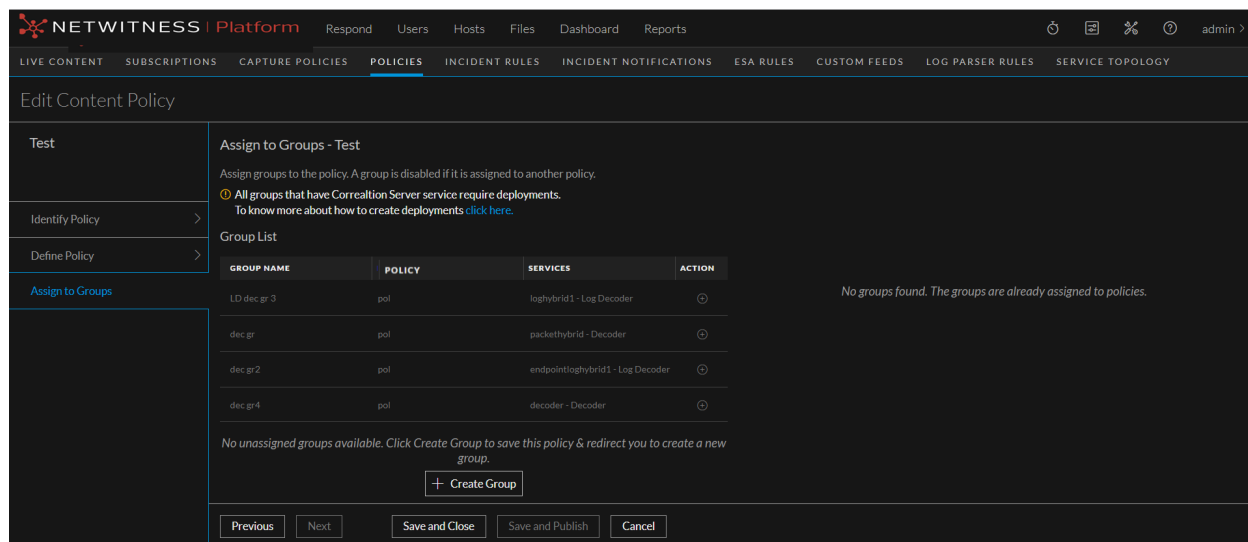 NETWITNESS Platform Respond Users Hosts Files Dashboard Reports admin
LIVE CONTENT SUBSCRIPTIONS CAPTURE POLICIES POLICIES INCIDENT RULES INCIDENT NOTIFICATIONS ESA RULES CUSTOM FEEDS LOG PARSER RULES SERVICE TOPOLOGY
Edit Content Policy
Test
Identify Policy
Define Policy
Assign to Groups
Assign to Groups - Test
Assign groups to the policy. A group is disabled if it is assigned to another policy.
All groups that have Correaltion Server service require deployments.
To know more about how to create deployments click here.
Group List
GROUP NAME POLICY SERVICES ACTION
LD dec gr 3 pol loghybrid1 - Log Decoder
dec gr pol packethybrid - Decoder
dec gr2 pol endpointloghybrid1 - Log Decoder
dec gr4 pol decoder - Decoder
No unassigned groups available. Click Create Group to save this policy & redirect you to create a new
group.
+ Create Group
No groups found. The groups are already assigned to policies.
Previous Next Save and Close Save and Publish Cancel